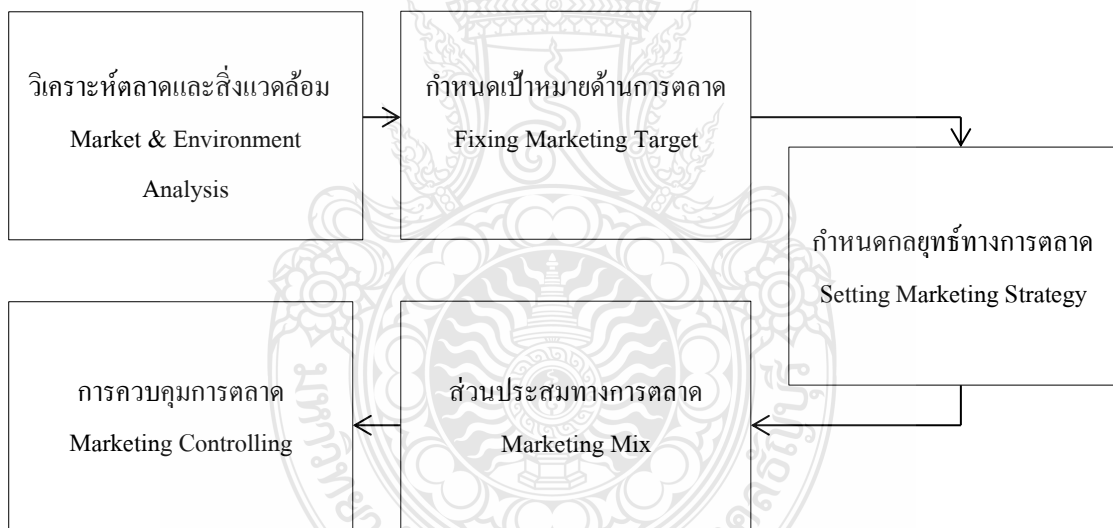 วิเคราะห์ตลาดและสิ่งแวดล้อม
Market & Environment
Analysis
กำหนดเป้าหมายด้านการตลาด
Fixing Marketing Target
กำหนดกลยุทธ์ทางการตลาด
Setting Marketing Strategy
ส่วนประสมทางการตลาด
Marketing Mix
การควบคุมการตลาด
Marketing Controlling